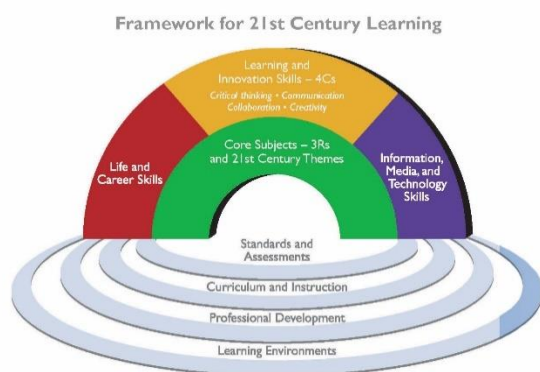 Framework for 21st Century Learning
Learning and
Innovation Skills – 4Cs
Critical thinking • Communication
Collaboration • Creativity
Core Subjects – 3Rs
and 21st Century Themes
Life and
Career Skills
Information,
Media, and
Technology
Skills
Standards and
Assessments
Curriculum and Instruction
Professional Development
Learning Environments